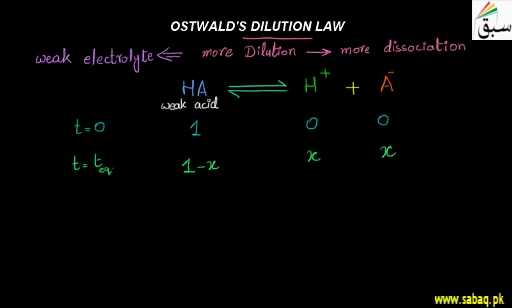 OSTWALD'S DILUTION LAW
سبق
weak electrolyte ⇐ more Dilution → more dissociation
HA ⇌ H⁺ + A⁻
weak acid
t = 0 1 0 0
t = t_eq. 1 - x x x
www.sabaq.pk